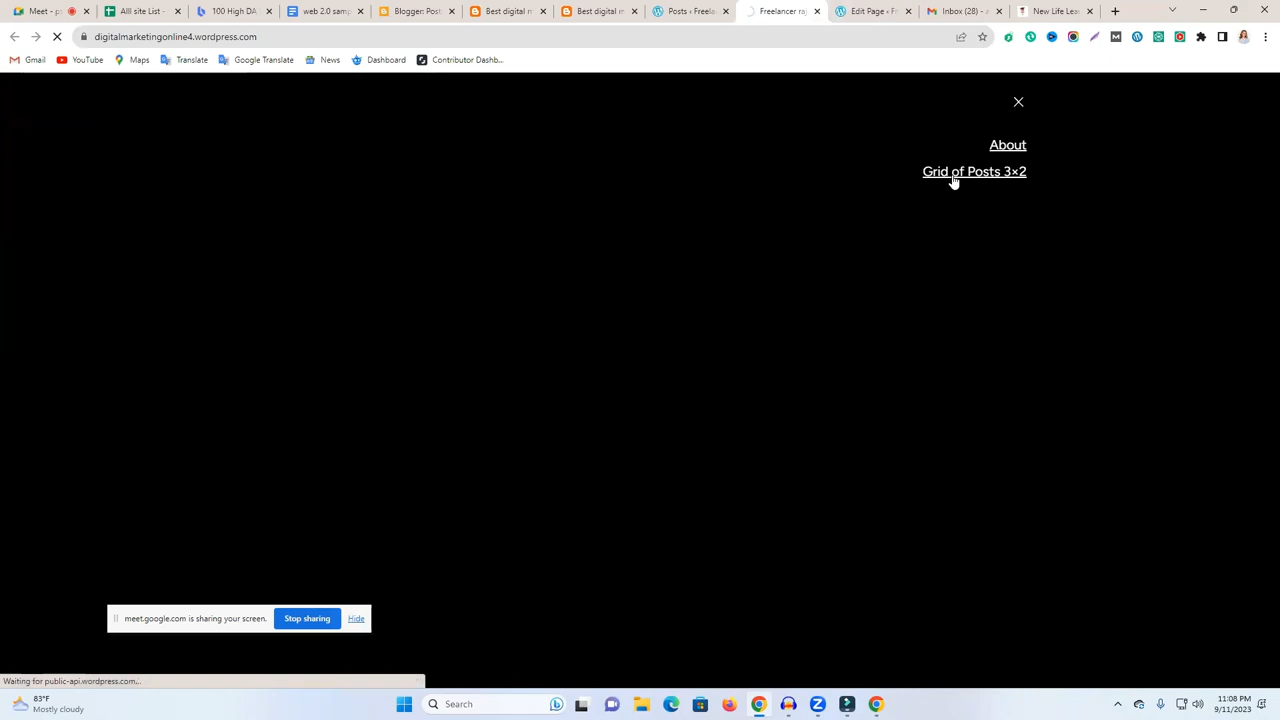 Meet - ps
Alll site List -
100 High DA
web 2.0 samp
Blogger: Post
Best digital m
Best digital m
Posts ‹ Freela
Freelancer raj
Edit Page ‹ F
Inbox (28) -
New Life Lea
digitalmarketingonline4.wordpress.com
Gmail
YouTube
Maps
Translate
Google Translate
News
Dashboard
Contributor Dashb...
About
Grid of Posts 3×2
meet.google.com is sharing your screen.
Stop sharing
Hide
Waiting for public-api.wordpress.com...
83°F
Mostly cloudy
Search
11:08 PM
9/11/2023